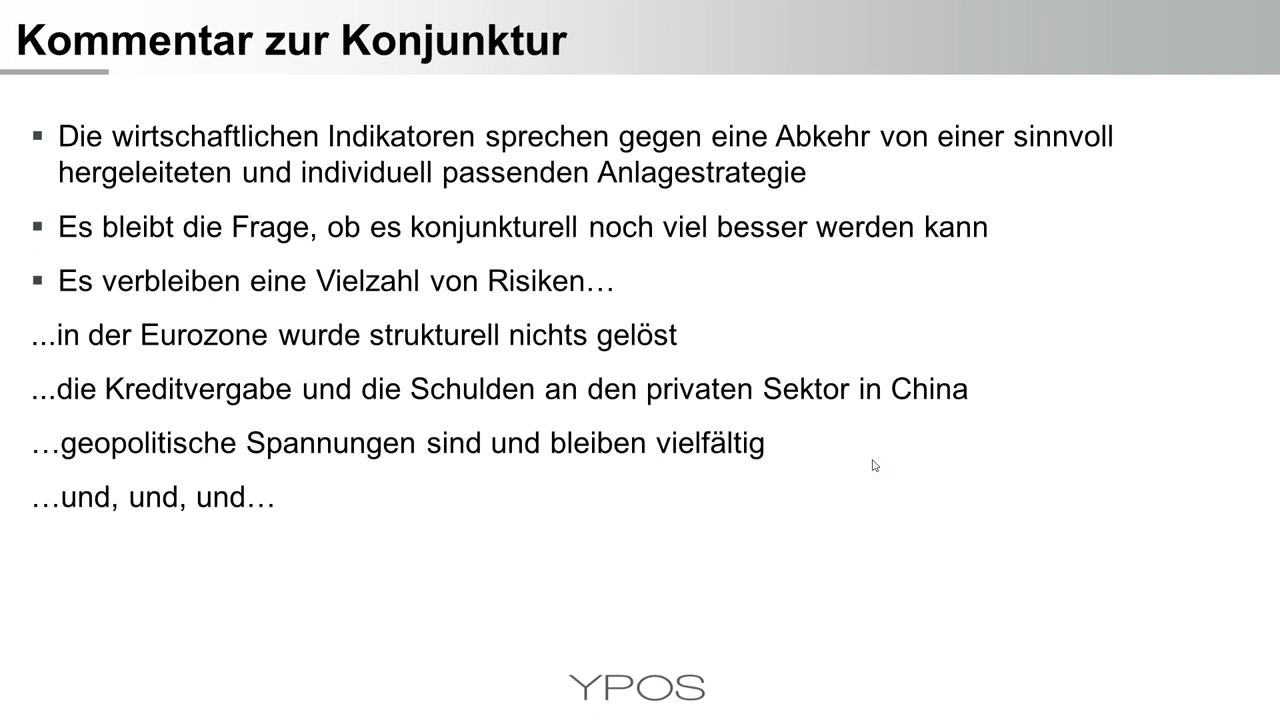 Kommentar zur Konjunktur
▪ Die wirtschaftlichen Indikatoren sprechen gegen eine Abkehr von einer sinnvoll
hergeleiteten und individuell passenden Anlagestrategie
▪ Es bleibt die Frage, ob es konjunkturell noch viel besser werden kann
▪ Es verbleiben eine Vielzahl von Risiken…
...in der Eurozone wurde strukturell nichts gelöst
...die Kreditvergabe und die Schulden an den privaten Sektor in China
…geopolitische Spannungen sind und bleiben vielfältig
…und, und, und…
YPOS